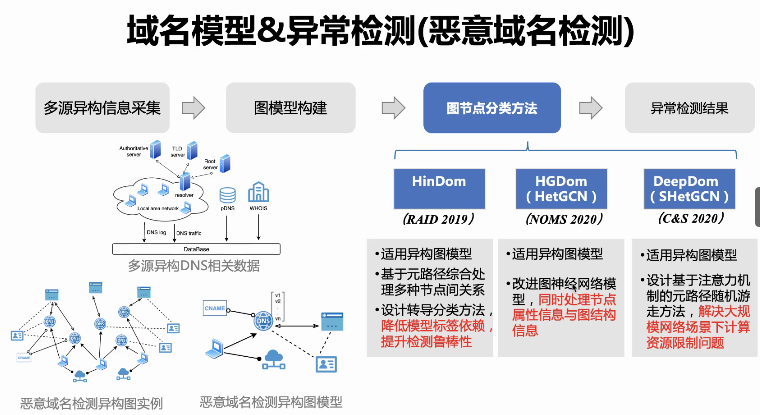 域名模型&异常检测(恶意域名检测)
多源异构信息采集
图模型构建
图节点分类方法
异常检测结果
Authoritative
server
TLD
server
Root
server
resolver
Local area network
pDNS
WHOIS
DNS log
DNS traffic
DataBase
多源异构DNS相关数据
HinDom
HGDom
(HetGCN)
DeepDom
(SHetGCN)
(RAID 2019)
(NOMS 2020)
(C&S 2020)
•适用异构图模型
•基于元路径综合处
理多种节点间关系
•设计转导分类方法,
降低模型标签依赖,
提升检测鲁棒性
•适用异构图模型
•改进图神经网络模
型,同时处理节点
属性信息与图结构
信息
•适用异构图模型
•设计基于注意力机
制的元路径随机游
走方法,解决大规
模网络场景下计算
资源限制问题
DNS
CNAME
v1
v2
vn
DNS
恶意域名检测异构图实例
恶意域名检测异构图模型